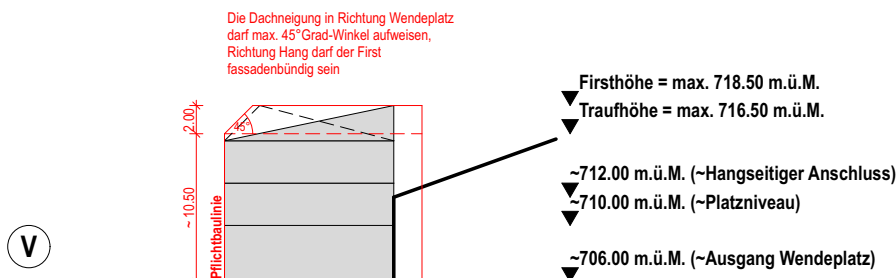 Die Dachneigung in Richtung Wendeplatz
darf max. 45°Grad-Winkel aufweisen,
Richtung Hang darf der First
fassadenbündig sein
Firsthöhe = max. 718.50 m.ü.M.
Traufhöhe = max. 716.50 m.ü.M.
2.00
45°
~712.00 m.ü.M. (~Hangseitiger Anschluss)
~710.00 m.ü.M. (~Platzniveau)
~ 10.50
Pflichtbaulinie
V
~706.00 m.ü.M. (~Ausgang Wendeplatz)